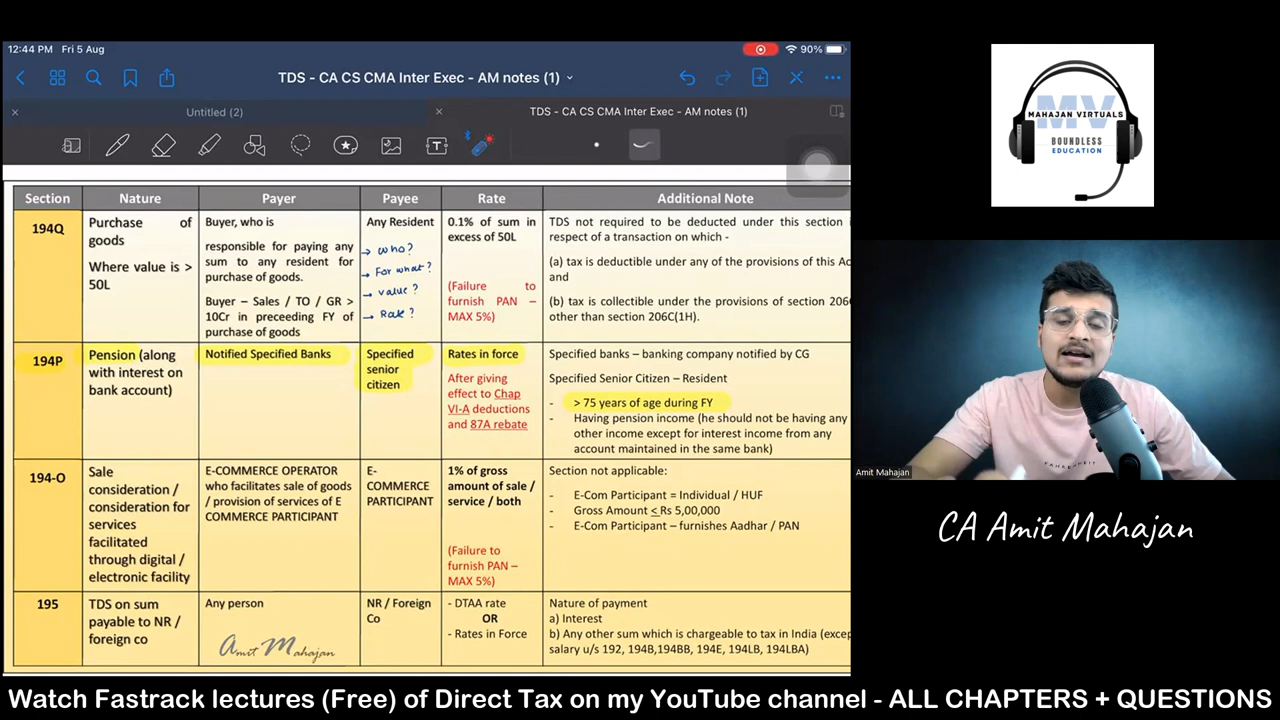 12:44 PM Fri 5 Aug
90%
TDS - CA CS CMA Inter Exec - AM notes (1)
Untitled (2)
TDS - CA CS CMA Inter Exec - AM notes (1)
Section Nature Payer Payee Rate Additional Note
194Q
Purchase of
goods
Where value is >
50L
Buyer, who is
responsible for paying any
sum to any resident for
purchase of goods.
Buyer – Sales / TO / GR >
10Cr in preceeding FY of
purchase of goods
Any Resident
→ who?
→ For what?
→ value?
→ Rate?
0.1% of sum in
excess of 50L
(Failure to
furnish PAN –
MAX 5%)
TDS not required to be deducted under this section i
respect of a transaction on which -
(a) tax is deductible under any of the provisions of this Ac
and
(b) tax is collectible under the provisions of section 206C
other than section 206C(1H).
194P
Pension (along
with interest on
bank account)
Notified Specified Banks
Specified
senior
citizen
Rates in force
After giving
effect to Chap
VI-A deductions
and 87A rebate
Specified banks – banking company notified by CG
Specified Senior Citizen – Resident
- > 75 years of age during FY
- Having pension income (he should not be having any
other income except for interest income from any
account maintained in the same bank)
194-O
Sale
consideration /
consideration for
services
facilitated
through digital /
electronic facility
E-COMMERCE OPERATOR
who facilitates sale of goods
/ provision of services of E
COMMERCE PARTICIPANT
E-
COMMERCE
PARTICIPANT
1% of gross
amount of sale /
service / both
(Failure to
furnish PAN –
MAX 5%)
Section not applicable:
- E-Com Participant = Individual / HUF
- Gross Amount < Rs 5,00,000
- E-Com Participant – furnishes Aadhar / PAN
195
TDS on sum
payable to NR /
foreign co
Any person
Amit Mahajan
NR / Foreign
Co
- DTAA rate
OR
- Rates in Force
Nature of payment
a) Interest
b) Any other sum which is chargeable to tax in India (excep
salary u/s 192, 194B,194BB, 194E, 194LB, 194LBA)
MV
MAHAJAN VIRTUALS
BOUNDLESS
EDUCATION
FAHRENHEIT
Amit Mahajan
CA Amit Mahajan
Watch Fastrack lectures (Free) of Direct Tax on my YouTube channel - ALL CHAPTERS + QUESTIONS